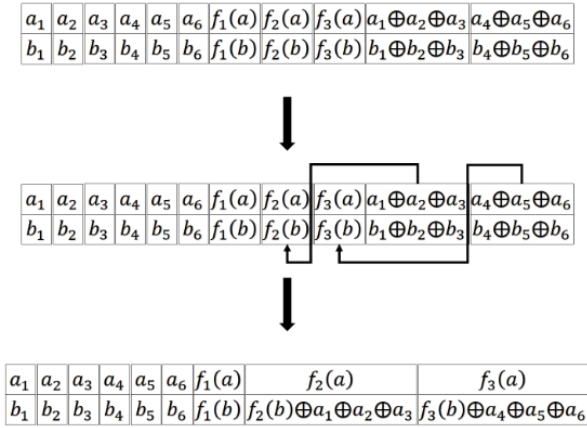 a₁ a₂ a₃ a₄ a₅ a₆ f₁(a) f₂(a) f₃(a) a₁⊕a₂⊕a₃ a₄⊕a₅⊕a₆
b₁ b₂ b₃ b₄ b₅ b₆ f₁(b) f₂(b) f₃(b) b₁⊕b₂⊕b₃ b₄⊕b₅⊕b₆
a₁ a₂ a₃ a₄ a₅ a₆ f₁(a) f₂(a) f₃(a) a₁⊕a₂⊕a₃ a₄⊕a₅⊕a₆
b₁ b₂ b₃ b₄ b₅ b₆ f₁(b) f₂(b) f₃(b) b₁⊕b₂⊕b₃ b₄⊕b₅⊕b₆
a₁ a₂ a₃ a₄ a₅ a₆ f₁(a) f₂(a) f₃(a)
b₁ b₂ b₃ b₄ b₅ b₆ f₁(b) f₂(b)⊕a₁⊕a₂⊕a₃ f₃(b)⊕a₄⊕a₅⊕a₆